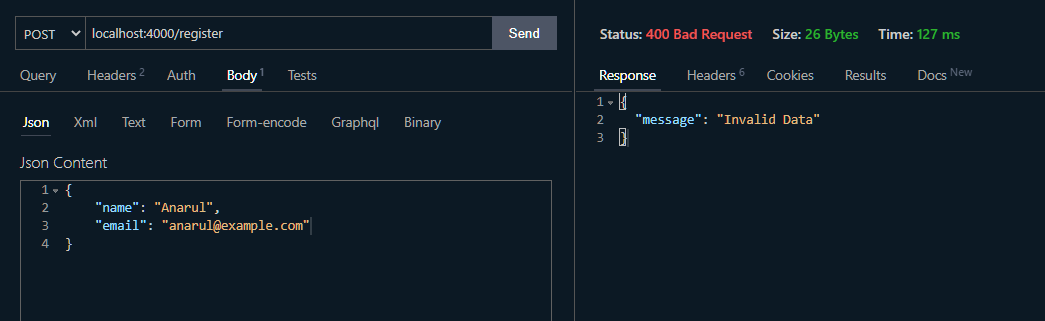 POST localhost:4000/register Send
Status: 400 Bad Request Size: 26 Bytes Time: 127 ms
Query Headers 2 Auth Body 1 Tests
Response Headers 6 Cookies Results Docs New
Json Xml Text Form Form-encode Graphql Binary
1 {
2 "message": "Invalid Data"
3 }
Json Content
1 {
2 "name": "Anarul",
3 "email": "anarul@example.com"
4 }